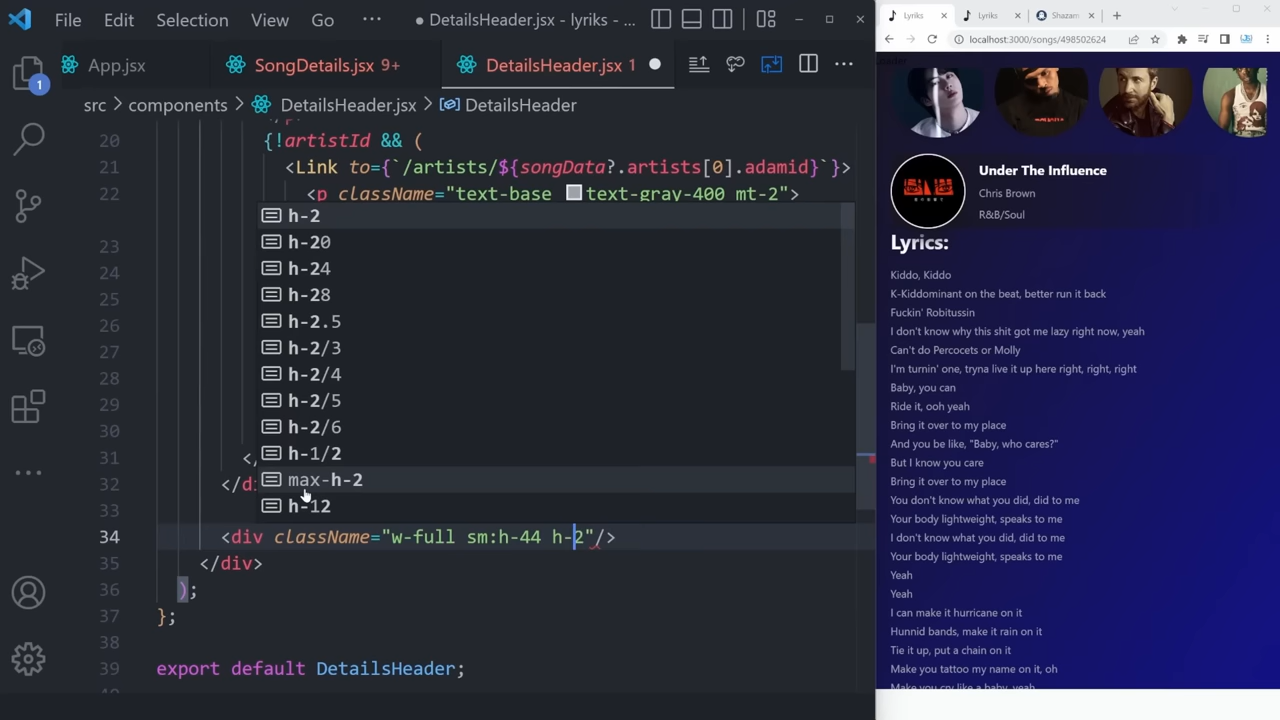 File Edit Selection View Go ··· ● DetailsHeader.jsx - lyriks - ...
App.jsx SongDetails.jsx 9+ DetailsHeader.jsx 1
src > components > DetailsHeader.jsx > DetailsHeader
20 {!artistId && (
21 <Link to={`/artists/${songData?.artists[0].adamid}`}>
22 <p className="text-base text-gray-400 mt-2">
h-2
h-20
23
h-24
24
h-28
25
h-2.5
26
h-2/3
27
h-2/4
28
h-2/5
29
h-2/6
30
h-1/2
31 </
max-h-2
32 </di
h-12
33
34 <div className="w-full sm:h-44 h-2"/>
35 </div>
36 );
37 };
38
39 export default DetailsHeader;
1
Lyriks Lyriks Shazam
localhost:3000/songs/498502624
Under The Influence
Chris Brown
R&B/Soul
Lyrics:
Kiddo, Kiddo
K-Kiddominant on the beat, better run it back
Fuckin' Robitussin
I don't know why this shit got me lazy right now, yeah
Can't do Percocets or Molly
I'm turnin' one, tryna live it up here right, right, right
Baby, you can
Ride it, ooh yeah
Bring it over to my place
And you be like, "Baby, who cares?"
But I know you care
Bring it over to my place
You don't know what you did, did to me
Your body lightweight, speaks to me
I don't know what you did, did to me
Your body lightweight, speaks to me
Yeah
Yeah
I can make it hurricane on it
Hunnid bands, make it rain on it
Tie it up, put a chain on it
Make you tattoo my name on it, oh
Make you cry like a baby, yeah